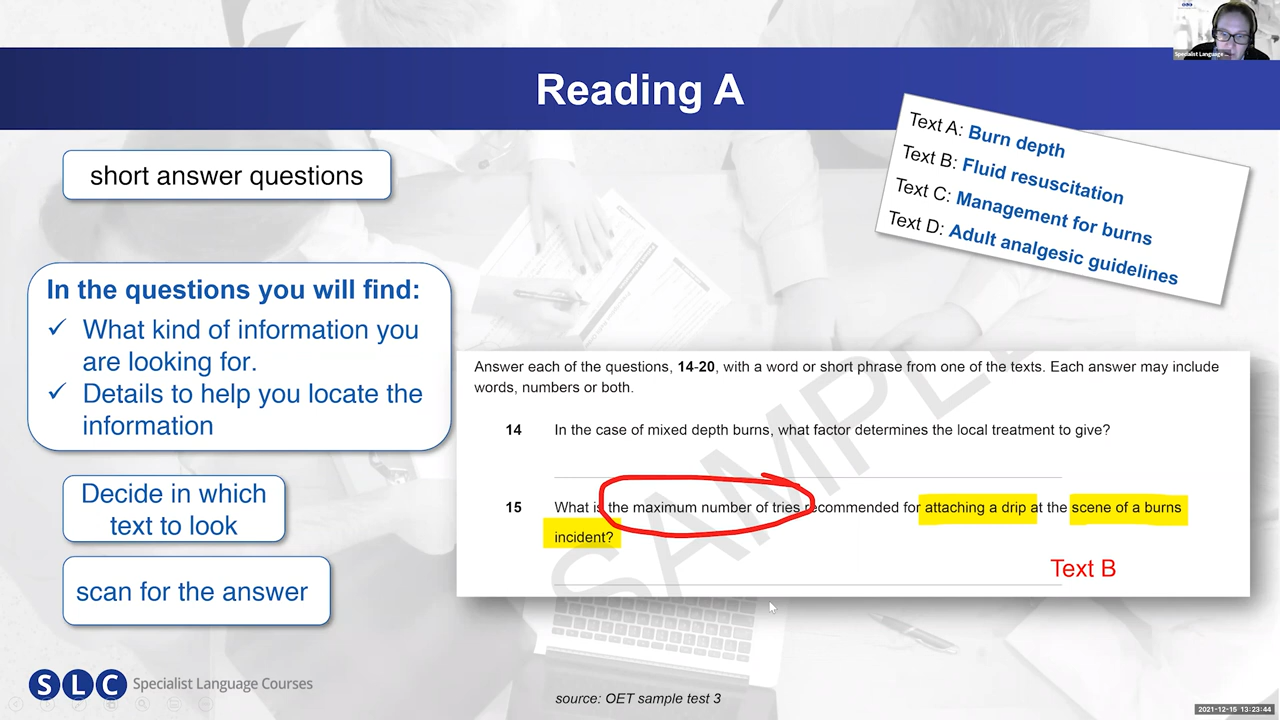 Reading A
Specialist Language
Text A: Burn depth
Text B: Fluid resuscitation
Text C: Management for burns
Text D: Adult analgesic guidelines
short answer questions
In the questions you will find:
✓ What kind of information you
are looking for.
✓ Details to help you locate the
information
Decide in which
text to look
scan for the answer
Answer each of the questions, 14-20, with a word or short phrase from one of the texts. Each answer may include
words, numbers or both.
14 In the case of mixed depth burns, what factor determines the local treatment to give?
15 What is the maximum number of tries recommended for attaching a drip at the scene of a burns
incident?
Text B
SAMPLE
SLC Specialist Language Courses
source: OET sample test 3
2021-12-15 13:23:44